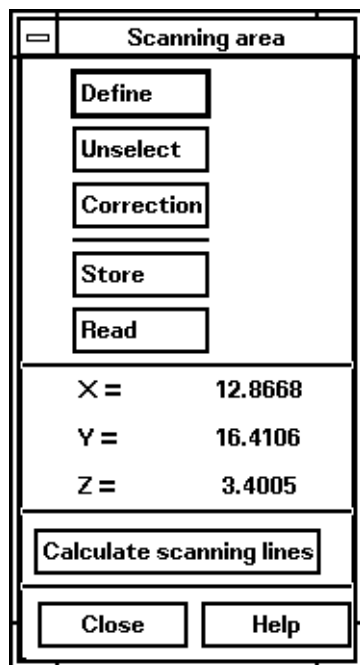 Scanning area
Define
Unselect
Correction
Store
Read
X = 12.8668
Y = 16.4106
Z = 3.4005
Calculate scanning lines
Close Help